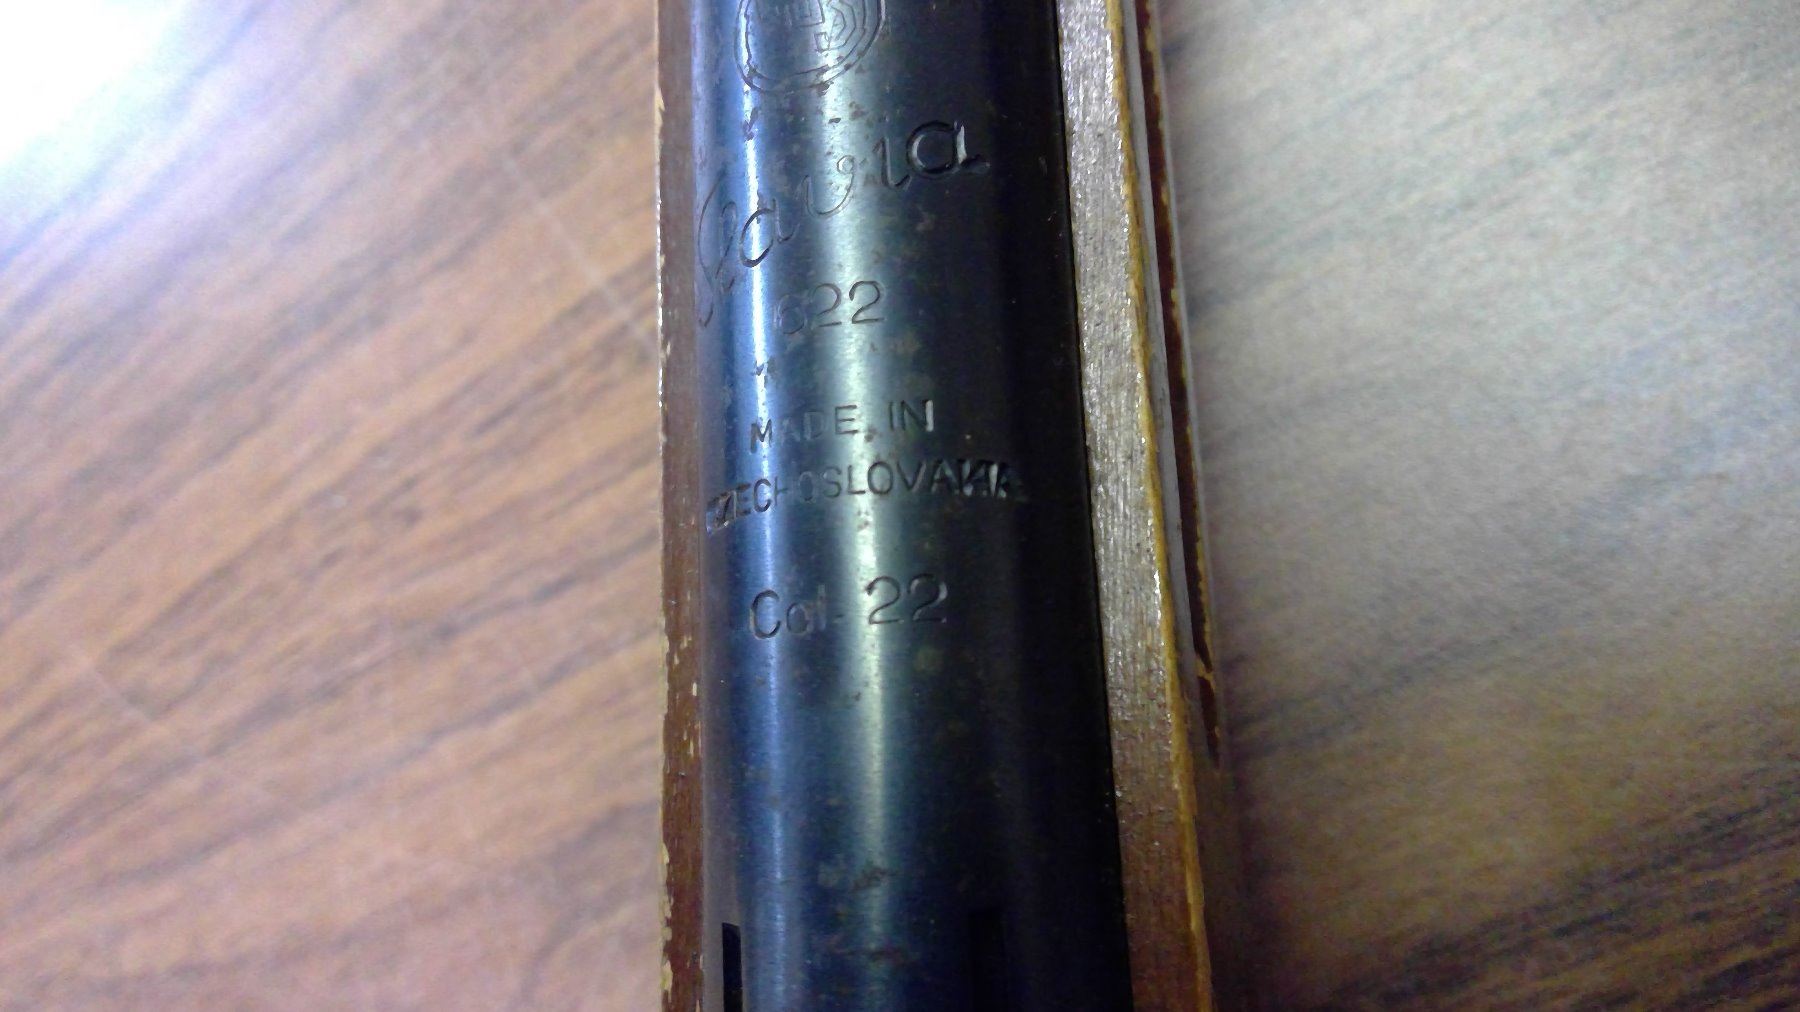 Slavia
622
MADE IN
CZECHOSLOVAKIA
Cal. 22